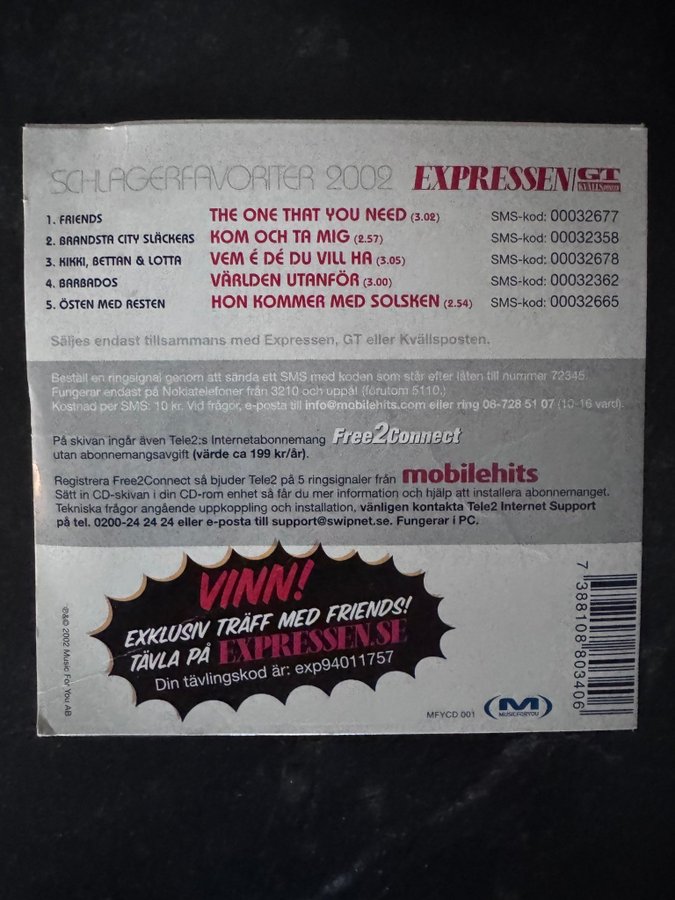 SCHLAGERFAVORITER 2002 EXPRESSEN/GT KVÄLLSPOSTEN
1. FRIENDS THE ONE THAT YOU NEED (3.02) SMS-kod: 00032677
2. BRANDSTA CITY SLÄCKERS KOM OCH TA MIG (2.57) SMS-kod: 00032358
3. KIKKI, BETTAN & LOTTA VEM É DÉ DU VILL HA (3.05) SMS-kod: 00032678
4. BARBADOS VÄRLDEN UTANFÖR (3.00) SMS-kod: 00032362
5. ÖSTEN MED RESTEN HON KOMMER MED SOLSKEN (2.54) SMS-kod: 00032665
Säljes endast tillsammans med Expressen, GT eller Kvällsposten.
Beställ en ringsignal genom att sända ett SMS med koden som står efter låten till nummer 72345.
Fungerar endast på Nokiatelefoner från 3210 och uppåt (förutom 5110.)
Kostnad per SMS: 10 kr. Vid frågor, e-posta till info@mobilehits.com eller ring 08-728 51 07 (10-16 vard).
På skivan ingår även Tele2:s Internetabonnemang Free2Connect
utan abonnemangsavgift (värde ca 199 kr/år).
Registrera Free2Connect så bjuder Tele2 på 5 ringsignaler från mobilehits
Sätt in CD-skivan i din CD-rom enhet så får du mer information och hjälp att installera abonnemanget.
Tekniska frågor angående uppkoppling och installation, vänligen kontakta Tele2 Internet Support
på tel. 0200-24 24 24 eller e-posta till support@swipnet.se. Fungerar i PC.
VINN!
EXKLUSIV TRÄFF MED FRIENDS!
TÄVLA PÅ EXPRESSEN.SE
Din tävlingskod är: exp94011757
℗&© 2002 Music For You AB
MFYCD 001
M
MUSICFORYOU
7 388108 803406